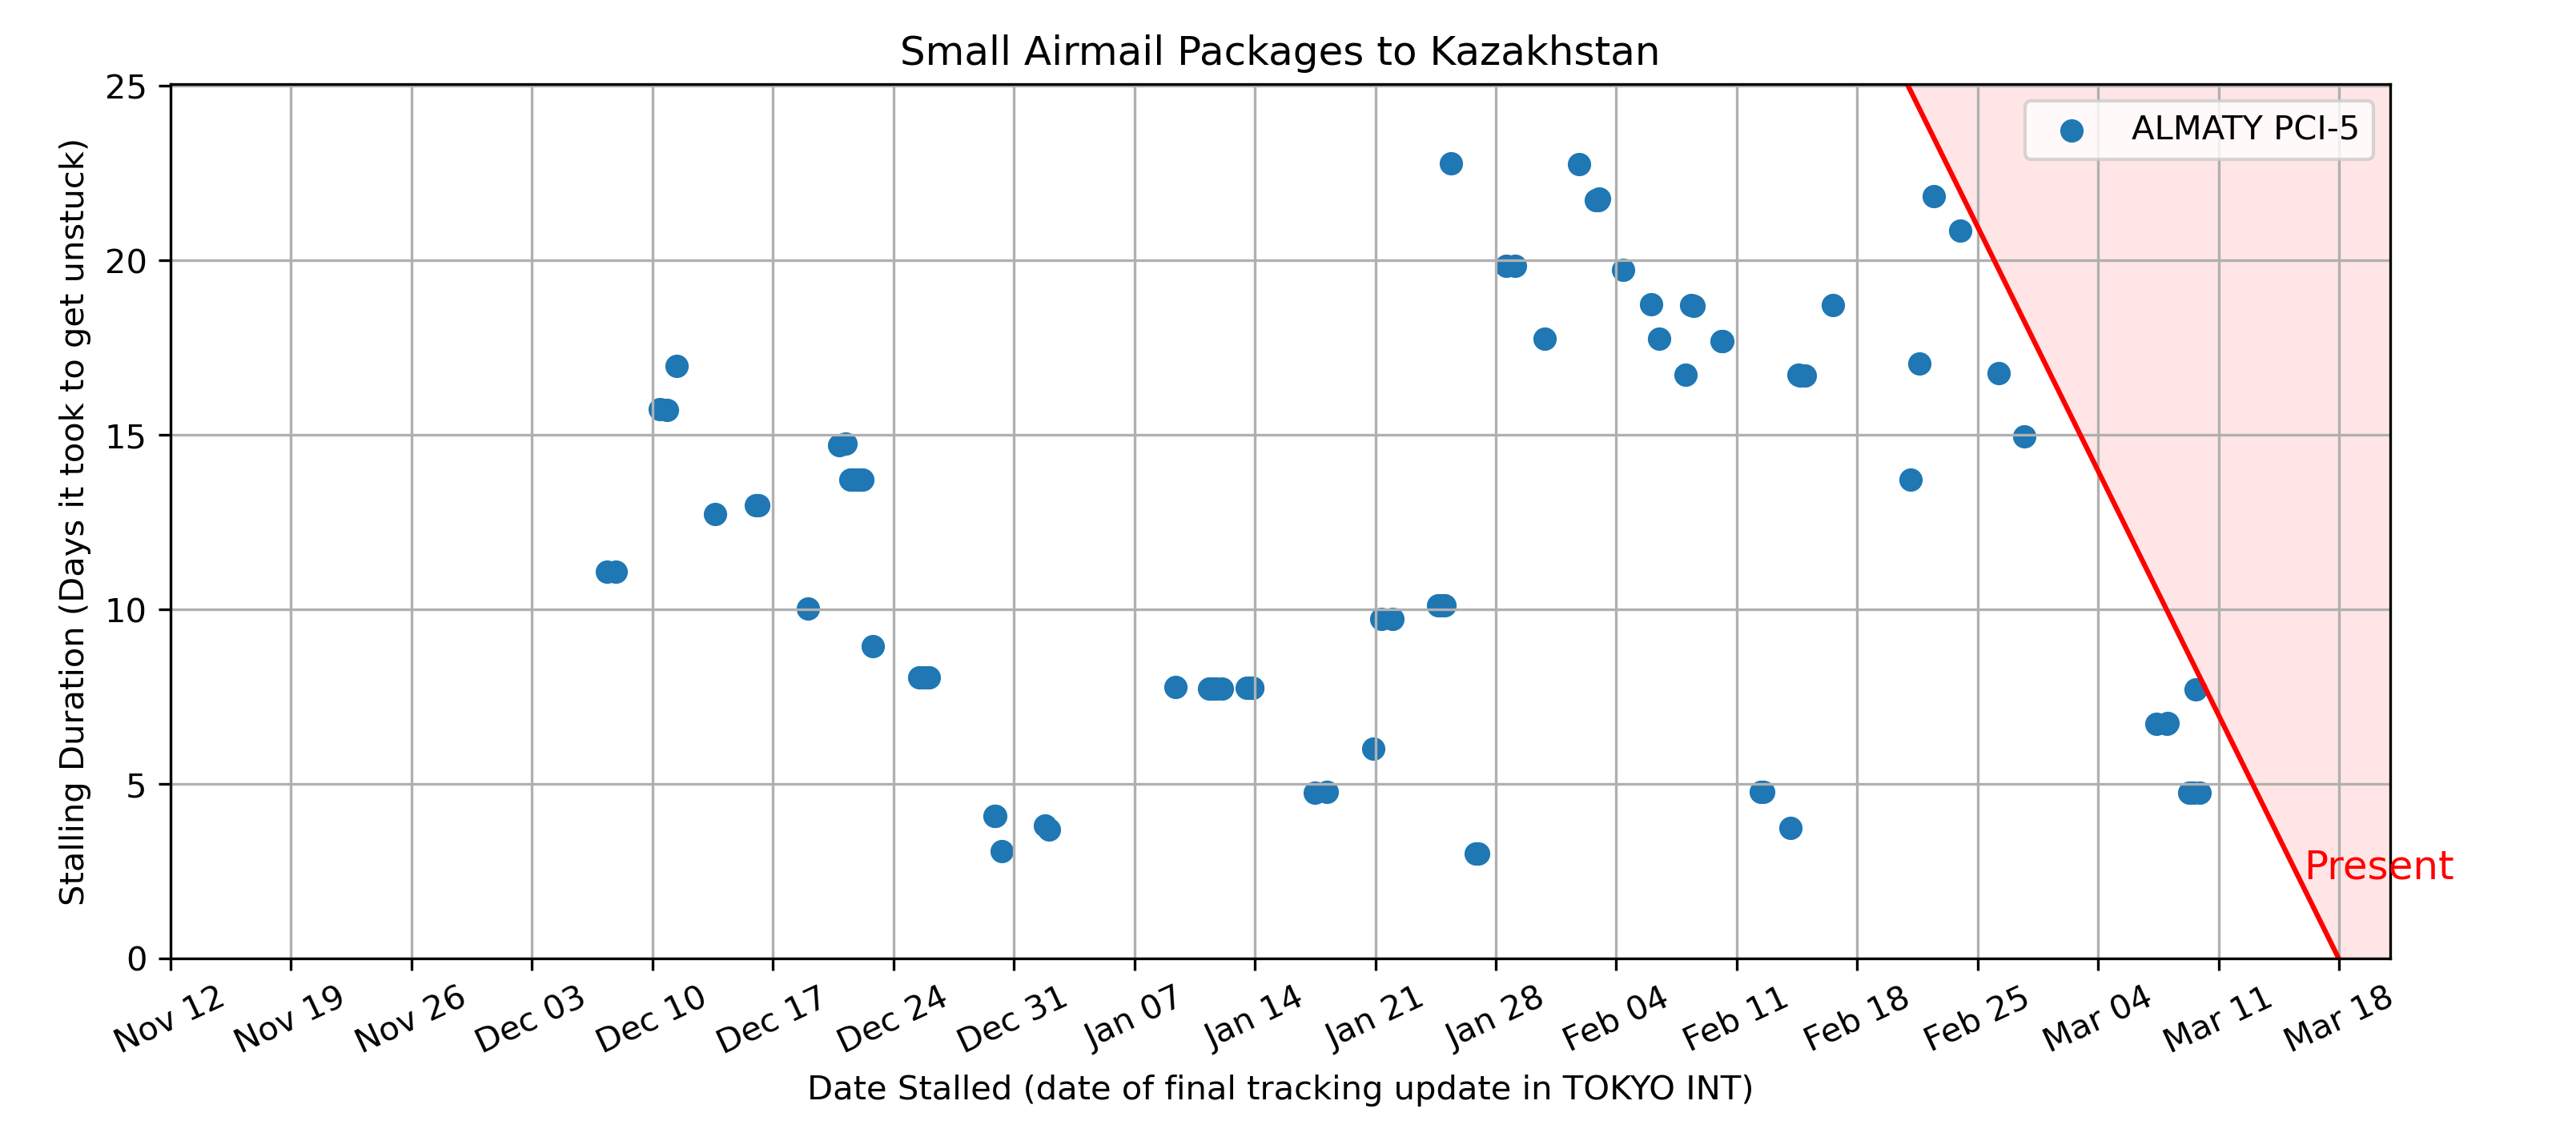 Small Airmail Packages to Kazakhstan
ALMATY PCI-5
Stalling Duration (Days it took to get unstuck)
25
20
15
10
5
0
Present
Nov 12
Nov 19
Nov 26
Dec 03
Dec 10
Dec 17
Dec 24
Dec 31
Jan 07
Jan 14
Jan 21
Jan 28
Feb 04
Feb 11
Feb 18
Feb 25
Mar 04
Mar 11
Mar 18
Date Stalled (date of final tracking update in TOKYO INT)